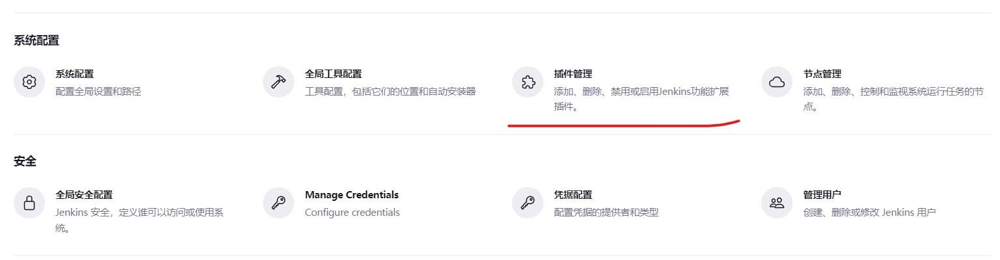 系统配置
系统配置
配置全局设置和路径
全局工具配置
工具配置，包括它们的位置和自动安装器
插件管理
添加、删除、禁用或启用Jenkins功能扩展
插件。
节点管理
添加、删除、控制和监视系统运行任务的节
点。
安全
全局安全配置
Jenkins 安全，定义谁可以访问或使用系
统。
Manage Credentials
Configure credentials
凭据配置
配置凭据的提供者和类型
管理用户
创建、删除或修改 Jenkins 用户